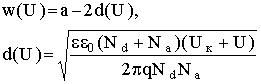 w(U) = a – 2d(U),
d(U) = √(εε₀(N_d + N_a)(U_к + U) / 2πqN_dN_a)